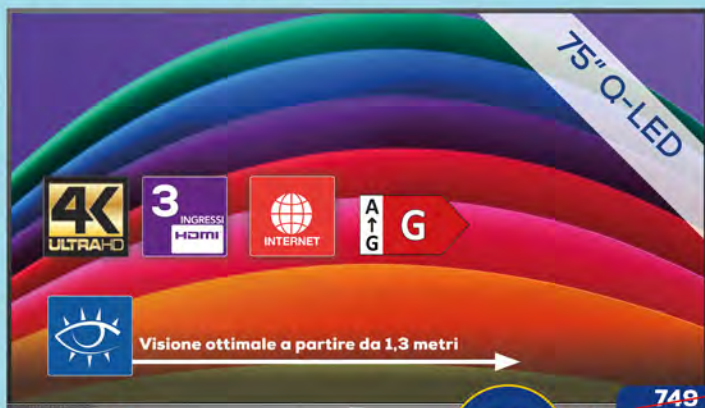 75" Q-LED
4K
ULTRAHD
3
INGRESSI
HDMI
INTERNET
A
G
G
Visione ottimale a partire da 1,3 metri
749